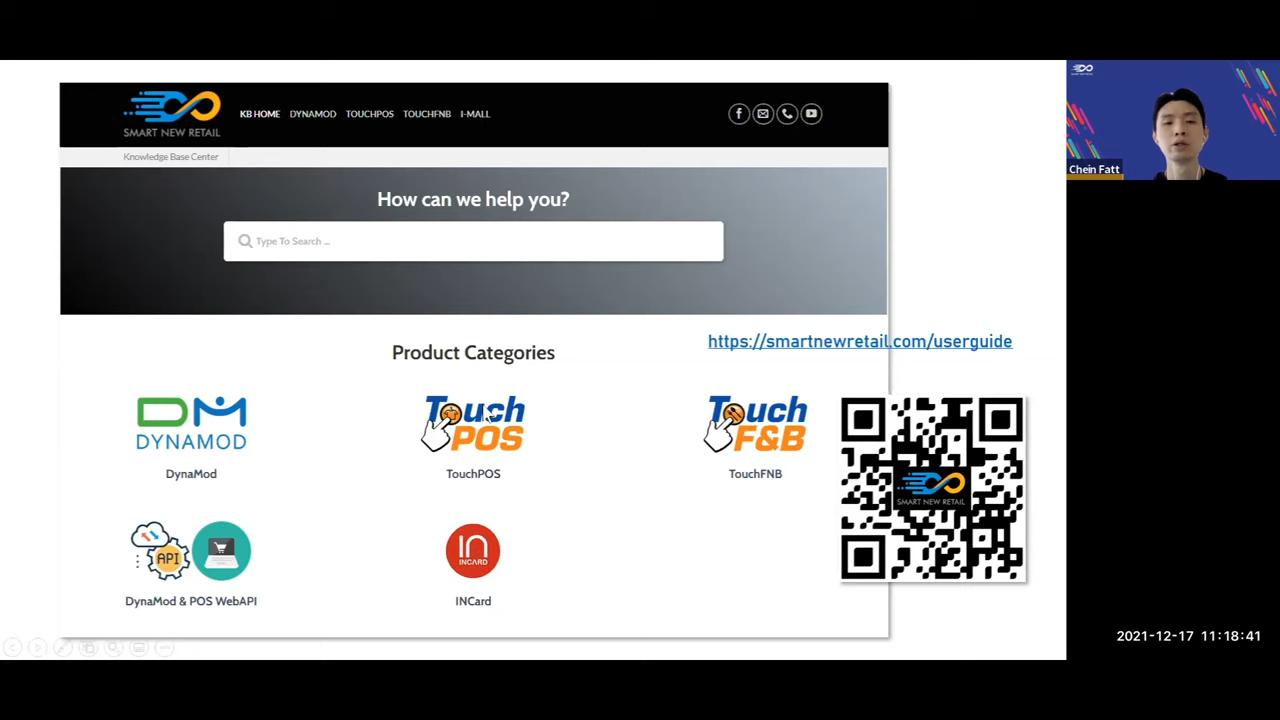 SMART NEW RETAIL
KB HOME DYNAMOD TOUCHPOS TOUCHFNB I-MALL
Knowledge Base Center
How can we help you?
Type To Search ...
Product Categories
https://smartnewretail.com/userguide
DM
DYNAMOD
DynaMod
Touch
POS
TouchPOS
Touch
F&B
TouchFNB
SMART NEW RETAIL
API
DynaMod & POS WebAPI
IN
INCARD
INCard
Chein Fatt
2021-12-17 11:18:41